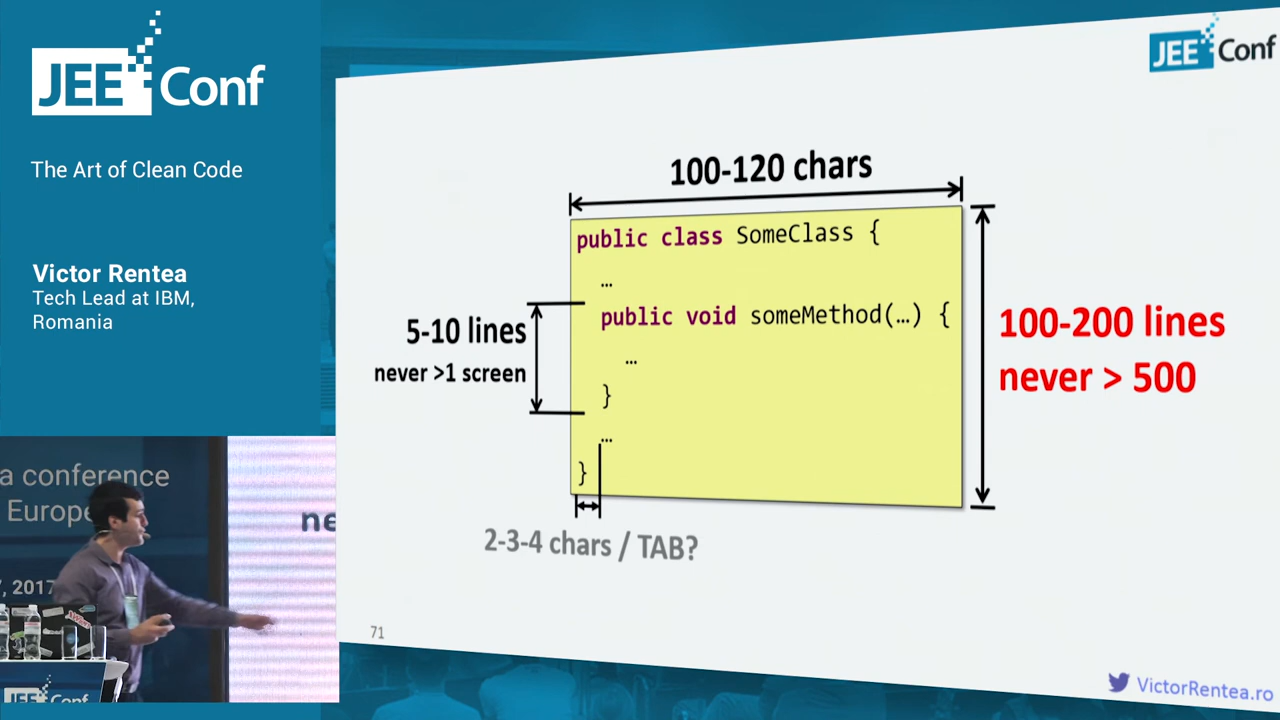 JEE Conf
The Art of Clean Code
Victor Rentea
Tech Lead at IBM,
Romania
a conference
Europe
, 2017
JEE Conf
ne
JEE Conf
100-120 chars
public class SomeClass {
…
public void someMethod(…) {
…
}
…
}
5-10 lines
never >1 screen
100-200 lines
never > 500
2-3-4 chars / TAB?
71
VictorRentea.ro